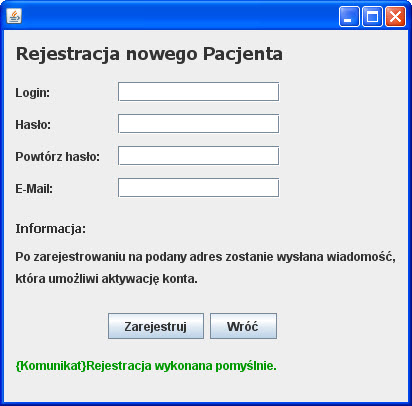 Rejestracja nowego Pacjenta
Login:
Hasło:
Powtórz hasło:
E-Mail:
Informacja:
Po zarejestrowaniu na podany adres zostanie wysłana wiadomość,
która umożliwi aktywację konta.
Zarejestruj Wróć
{Komunikat}Rejestracja wykonana pomyślnie.